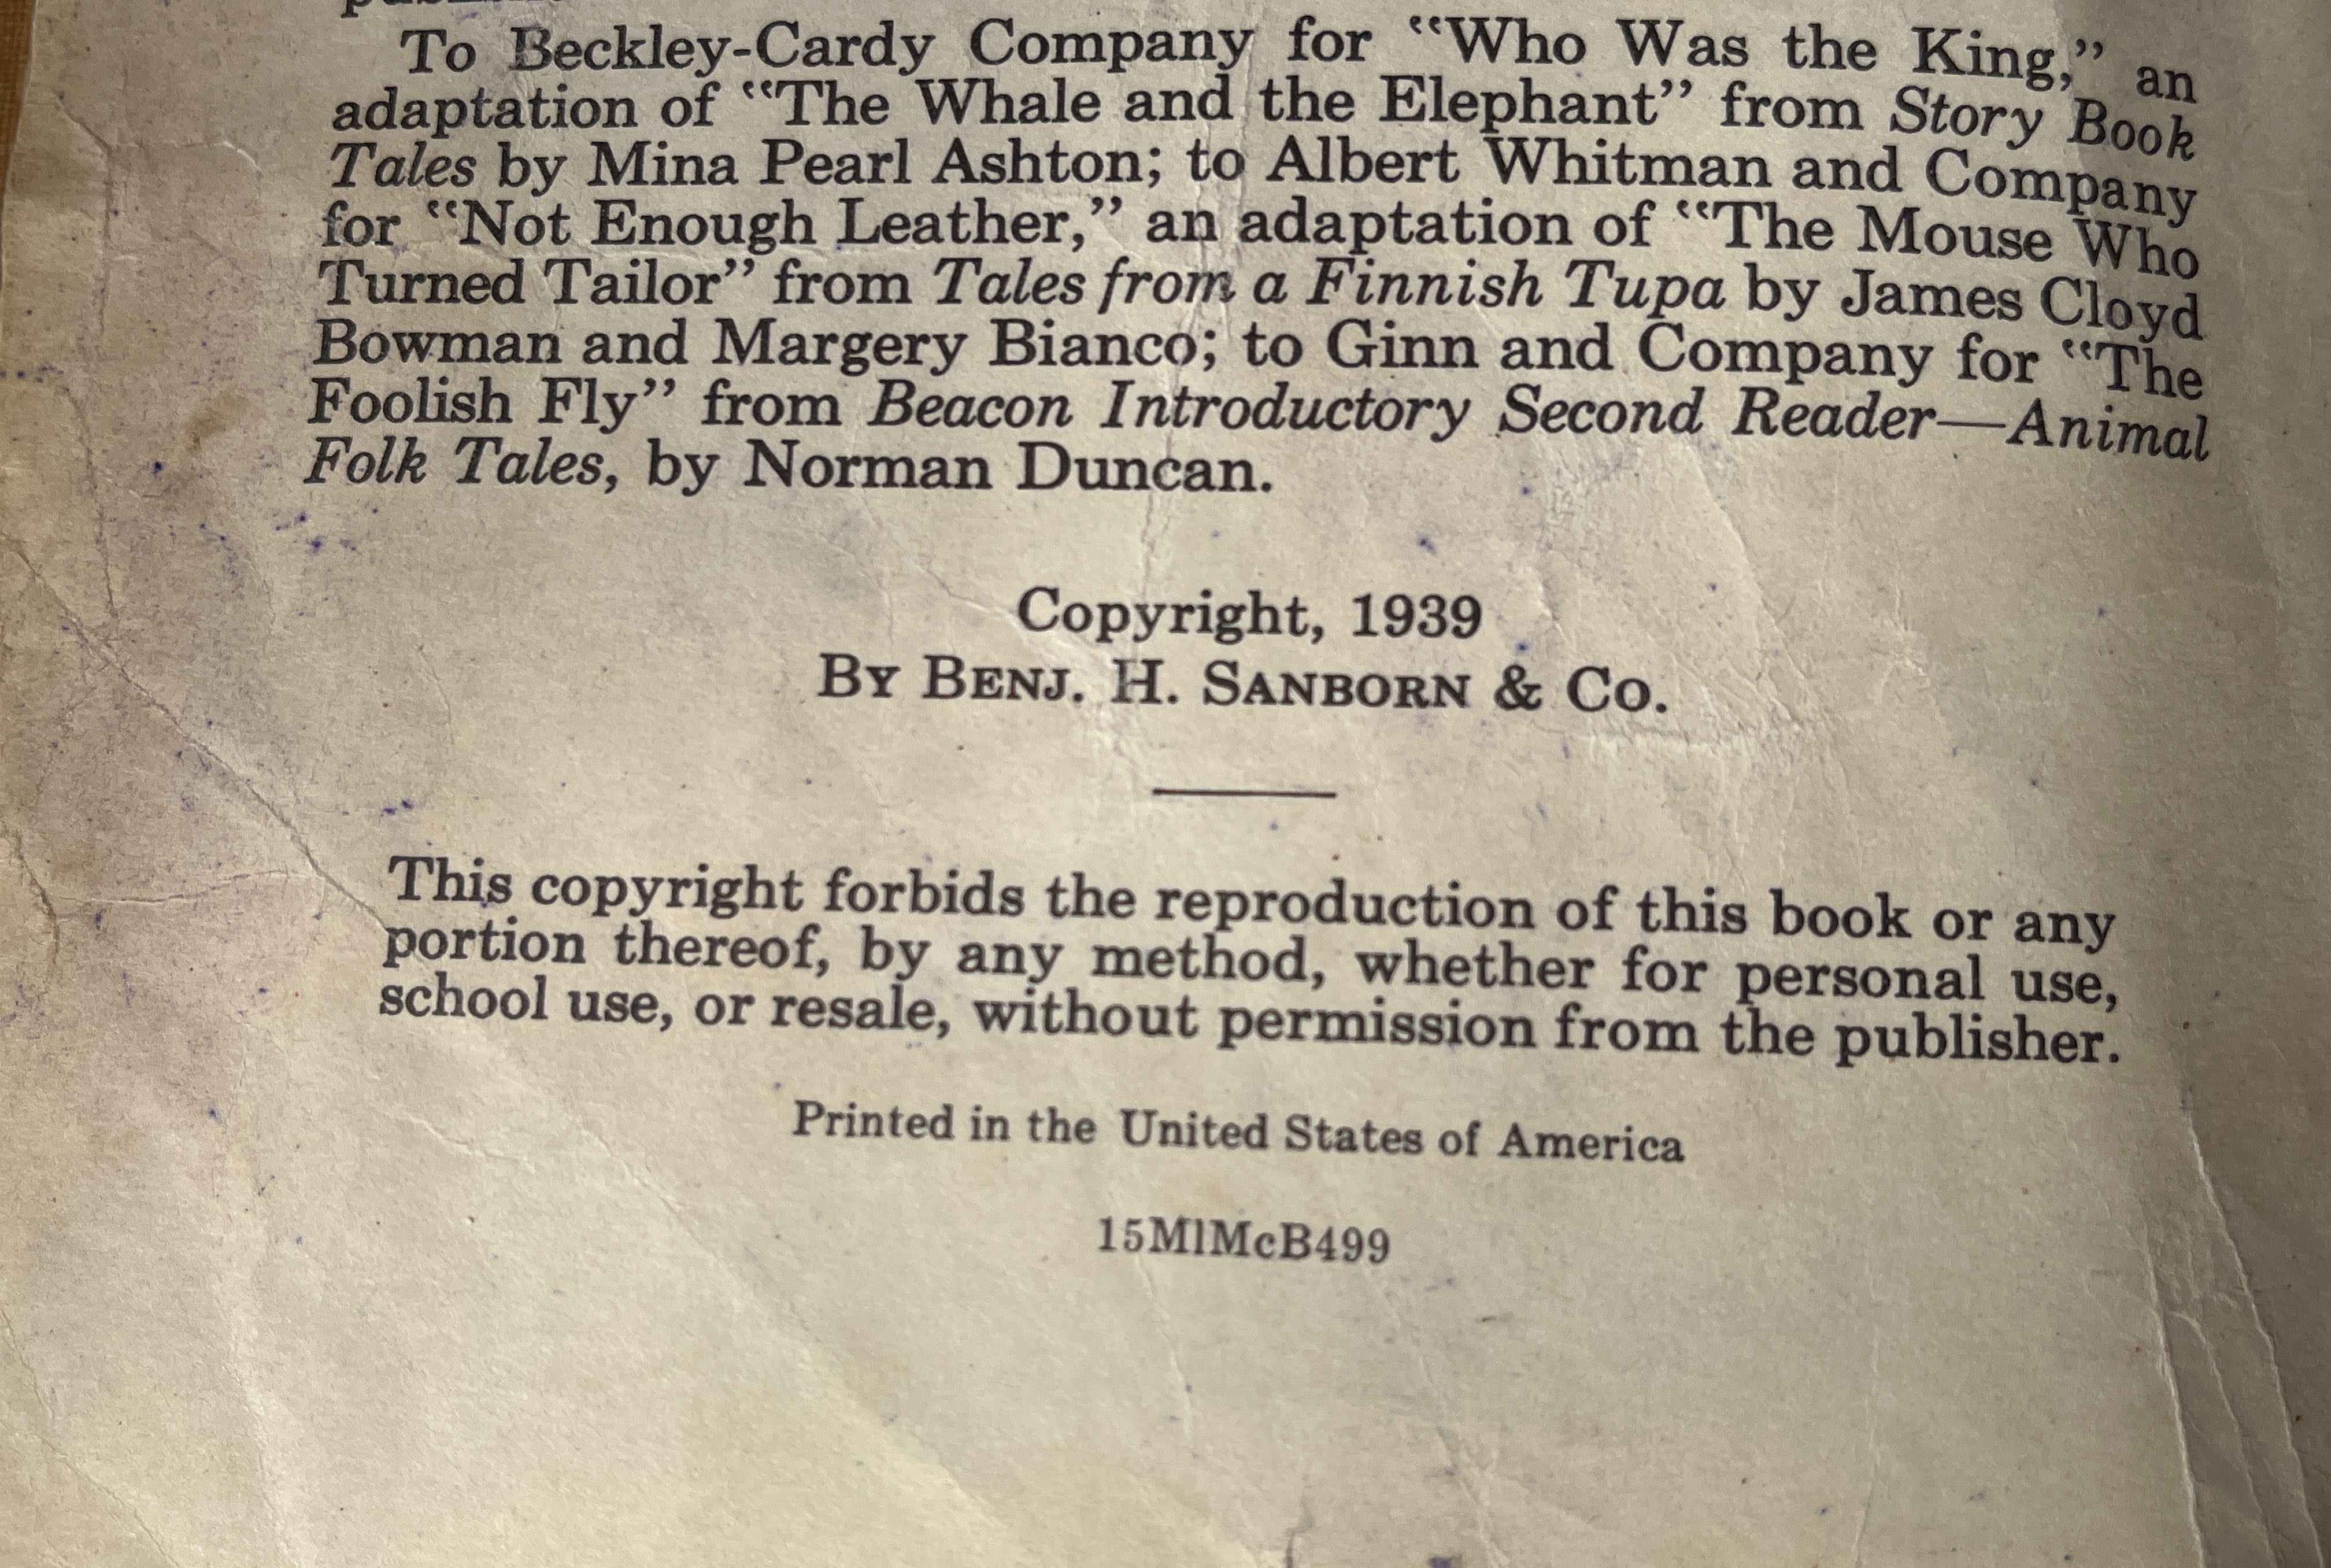 To Beckley-Cardy Company for “Who Was the King,” an
adaptation of “The Whale and the Elephant” from Story Book
Tales by Mina Pearl Ashton; to Albert Whitman and Company
for “Not Enough Leather,” an adaptation of “The Mouse Who
Turned Tailor” from Tales from a Finnish Tupa by James Cloyd
Bowman and Margery Bianco; to Ginn and Company for “The
Foolish Fly” from Beacon Introductory Second Reader—Animal
Folk Tales, by Norman Duncan.
Copyright, 1939
By Benj. H. Sanborn & Co.
This copyright forbids the reproduction of this book or any
portion thereof, by any method, whether for personal use,
school use, or resale, without permission from the publisher.
Printed in the United States of America
15MlMcB499